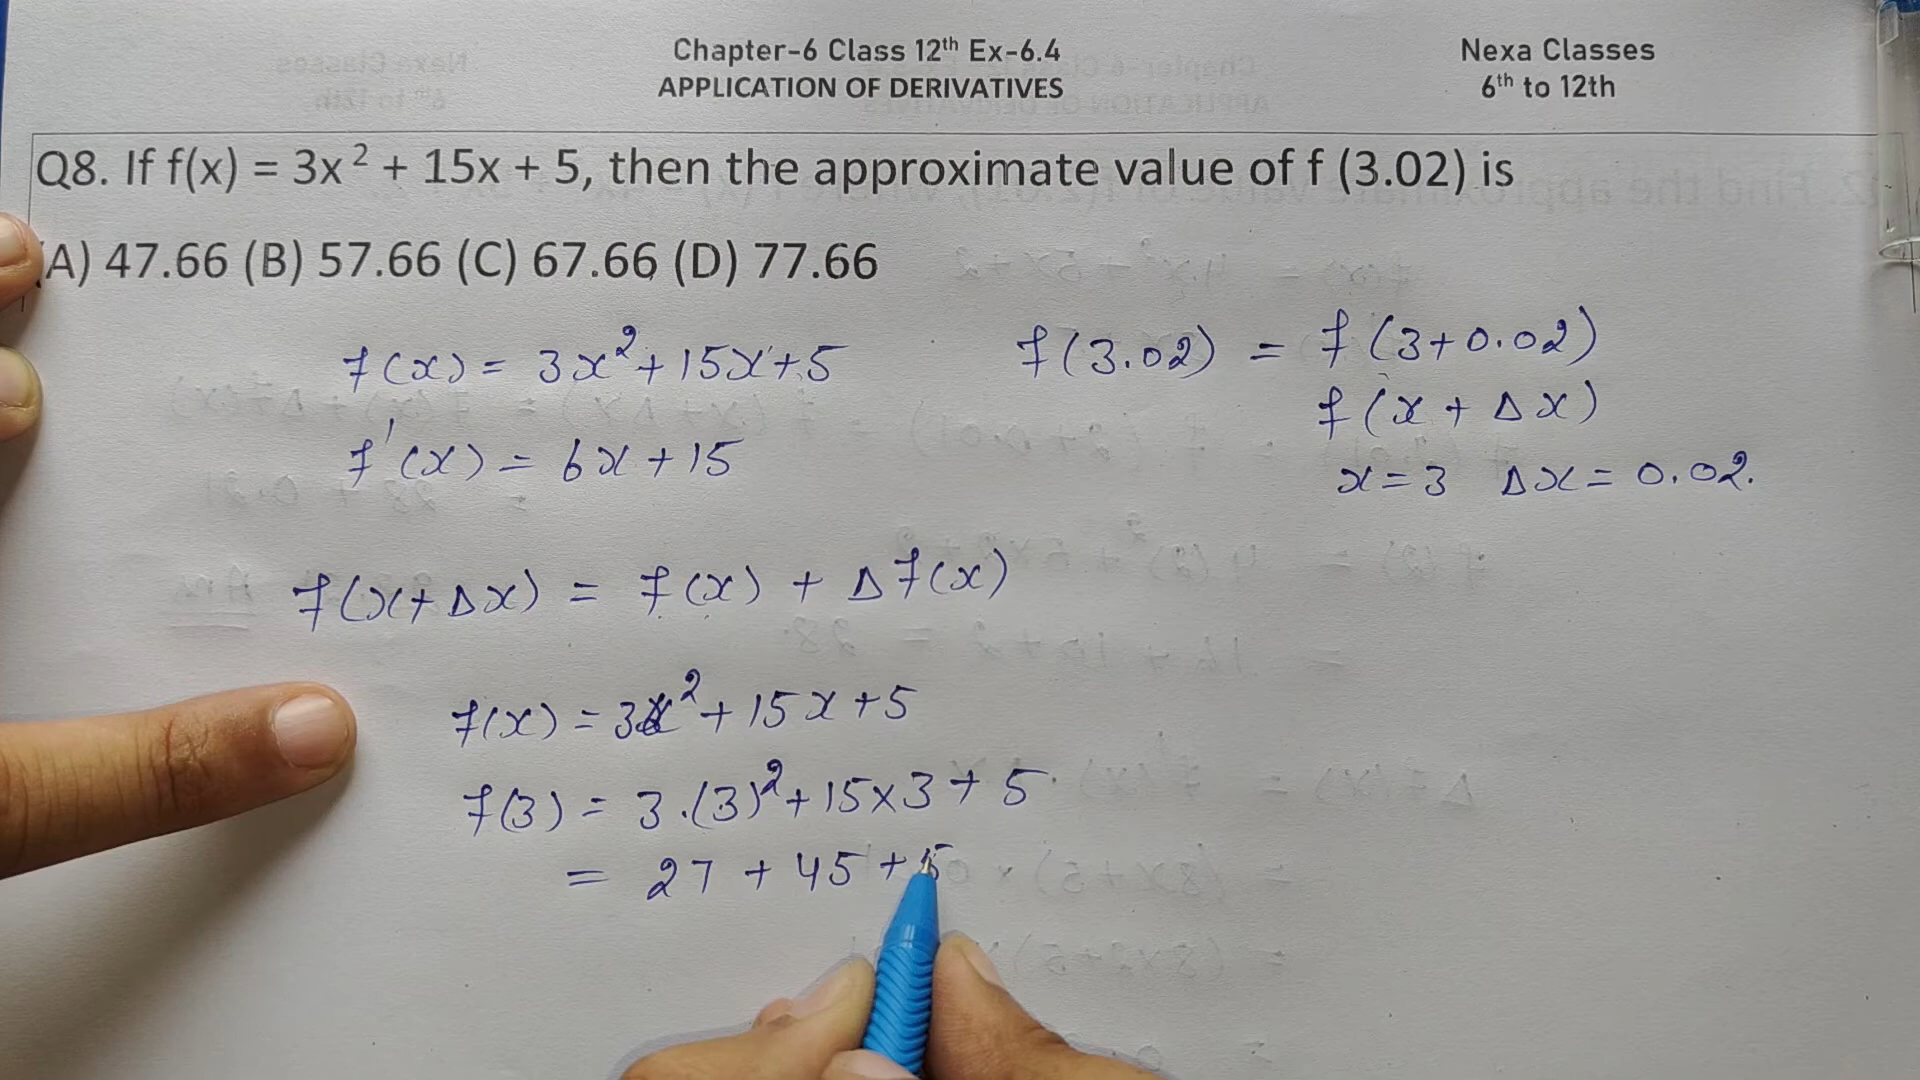 Chapter-6 Class 12th Ex-6.4
APPLICATION OF DERIVATIVES
Nexa Classes
6th to 12th
Q8. If f(x) = 3x² + 15x + 5, then the approximate value of f (3.02) is
(A) 47.66 (B) 57.66 (C) 67.66 (D) 77.66
f(x) = 3x² + 15x + 5
f'(x) = 6x + 15
f(3.02) = f(3+0.02)
f(x + Δx)
x = 3 Δx = 0.02.
f(x+Δx) = f(x) + Δf(x)
f(x) = 3x² + 15x + 5
f(3) = 3.(3)² + 15×3 + 5
= 27 + 45 + 5